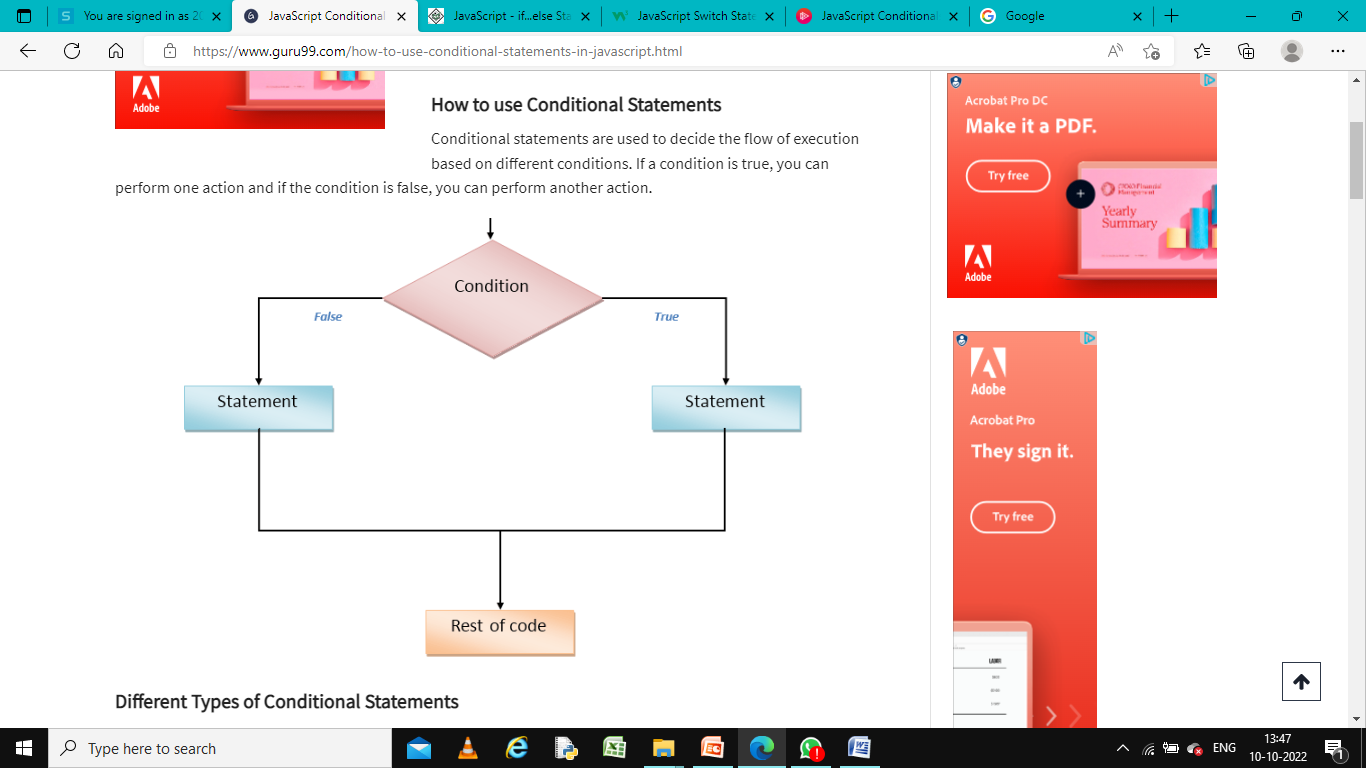 You are signed in as 20
JavaScript Conditional
JavaScript - if...else Sta
JavaScript Switch State
JavaScript Conditional
Google
https://www.guru99.com/how-to-use-conditional-statements-in-javascript.html
Adobe
How to use Conditional Statements
Conditional statements are used to decide the flow of execution
based on different conditions. If a condition is true, you can
perform one action and if the condition is false, you can perform another action.
Condition
False
True
Statement
Statement
Rest of code
Different Types of Conditional Statements
Acrobat Pro DC
Make it a PDF.
Try free
Yearly
Summary
Adobe
Adobe
Acrobat Pro
They sign it.
Try free
Type here to search
ENG
13:47
10-10-2022
1